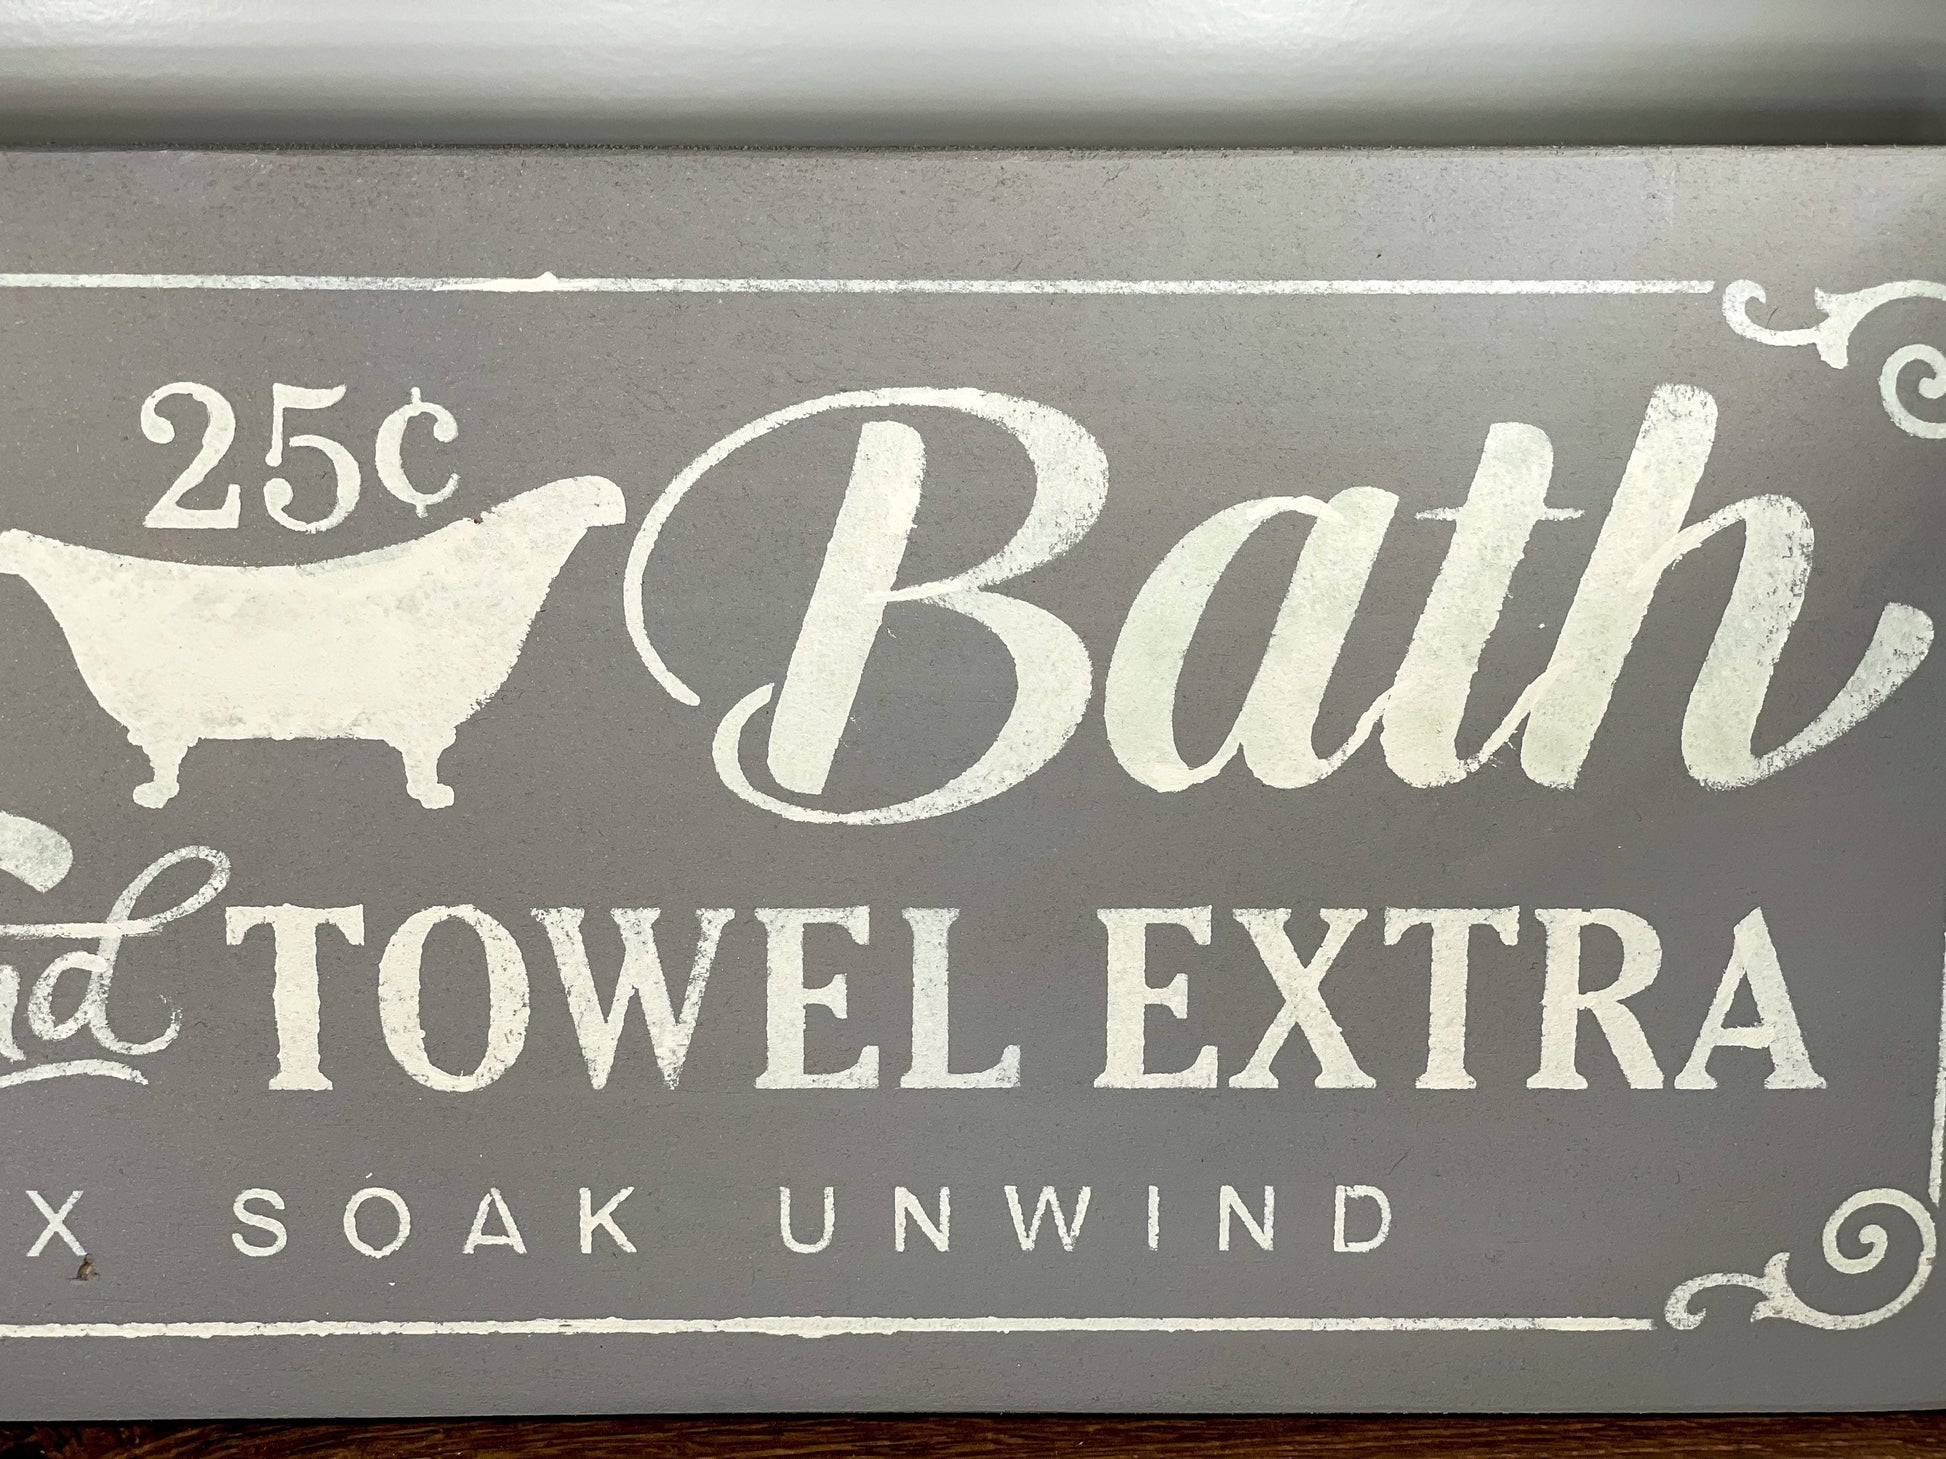 25¢ Bath
TOWEL EXTRA
SOAK UNWIND